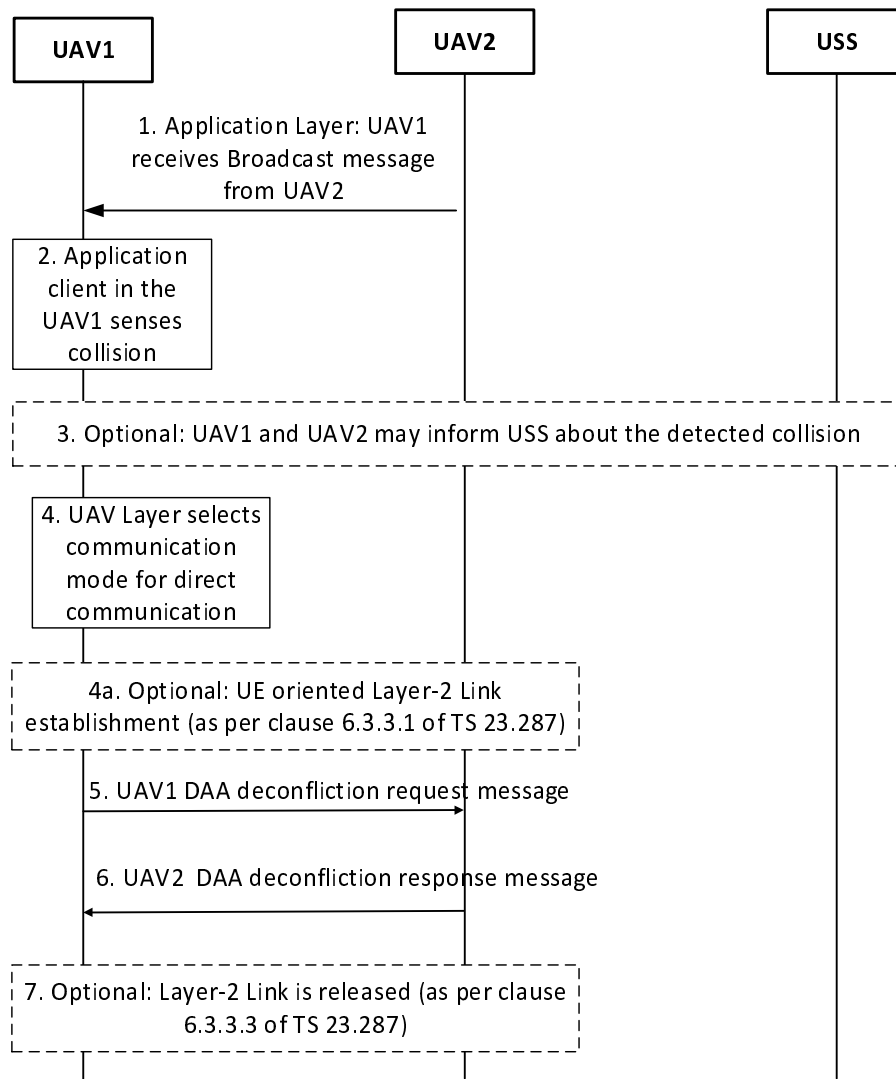 UAV1
UAV2
USS
1. Application Layer: UAV1
receives Broadcast message
from UAV2
2. Application
client in the
UAV1 senses
collision
3. Optional: UAV1 and UAV2 may inform USS about the detected collision
4. UAV Layer selects
communication
mode for direct
communication
4a. Optional: UE oriented Layer-2 Link
establishment (as per clause 6.3.3.1 of TS 23.287)
5. UAV1 DAA deconfliction request message
6. UAV2 DAA deconfliction response message
7. Optional: Layer-2 Link is released (as per clause
6.3.3.3 of TS 23.287)